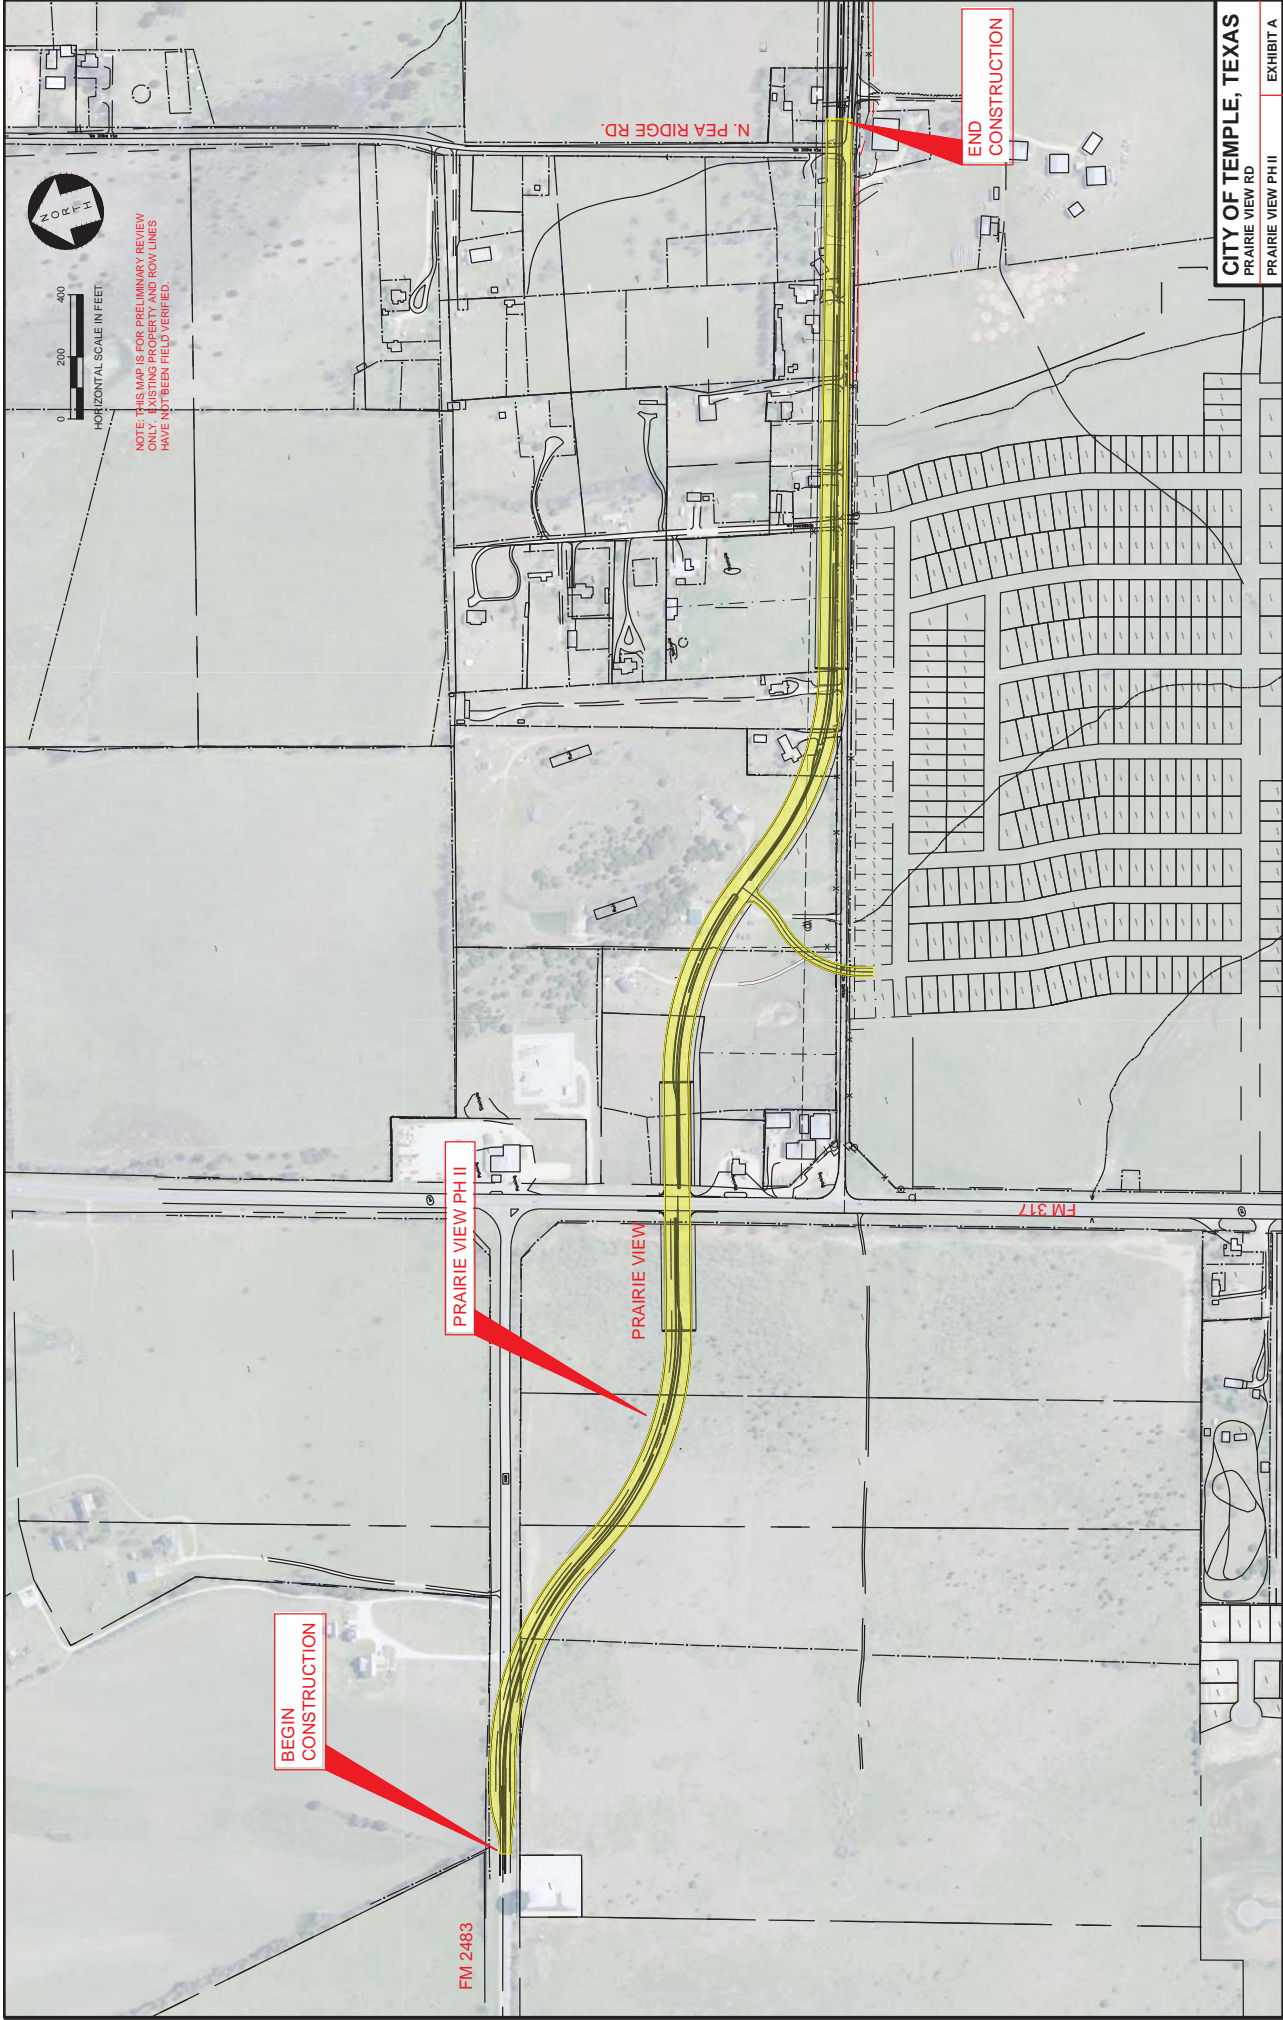 NORTH
0 200 400
HORIZONTAL SCALE IN FEET
NOTE: THIS MAP IS FOR PRELIMINARY REVIEW
ONLY. EXISTING PROPERTY AND ROW LINES
HAVE NOT BEEN FIELD VERIFIED.
FM 2483
BEGIN
CONSTRUCTION
PRAIRIE VIEW PH II
PRAIRIE VIEW
FM 317
N. PEA RIDGE RD.
END
CONSTRUCTION
CITY OF TEMPLE, TEXAS
PRAIRIE VIEW RD
PRAIRIE VIEW PH II
EXHIBIT A